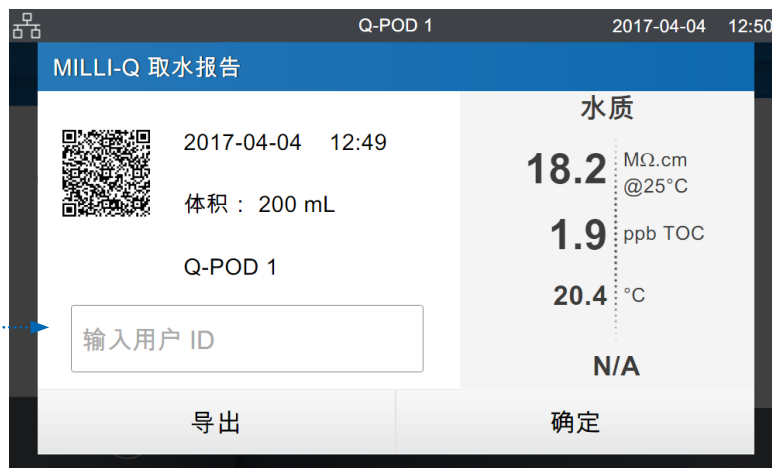 Q-POD 1 2017-04-04 12:50
MILLI-Q 取水报告
2017-04-04 12:49
体积： 200 mL
Q-POD 1
输入用户 ID
水质
18.2 MΩ.cm @25°C
1.9 ppb TOC
20.4 °C
N/A
导出 确定